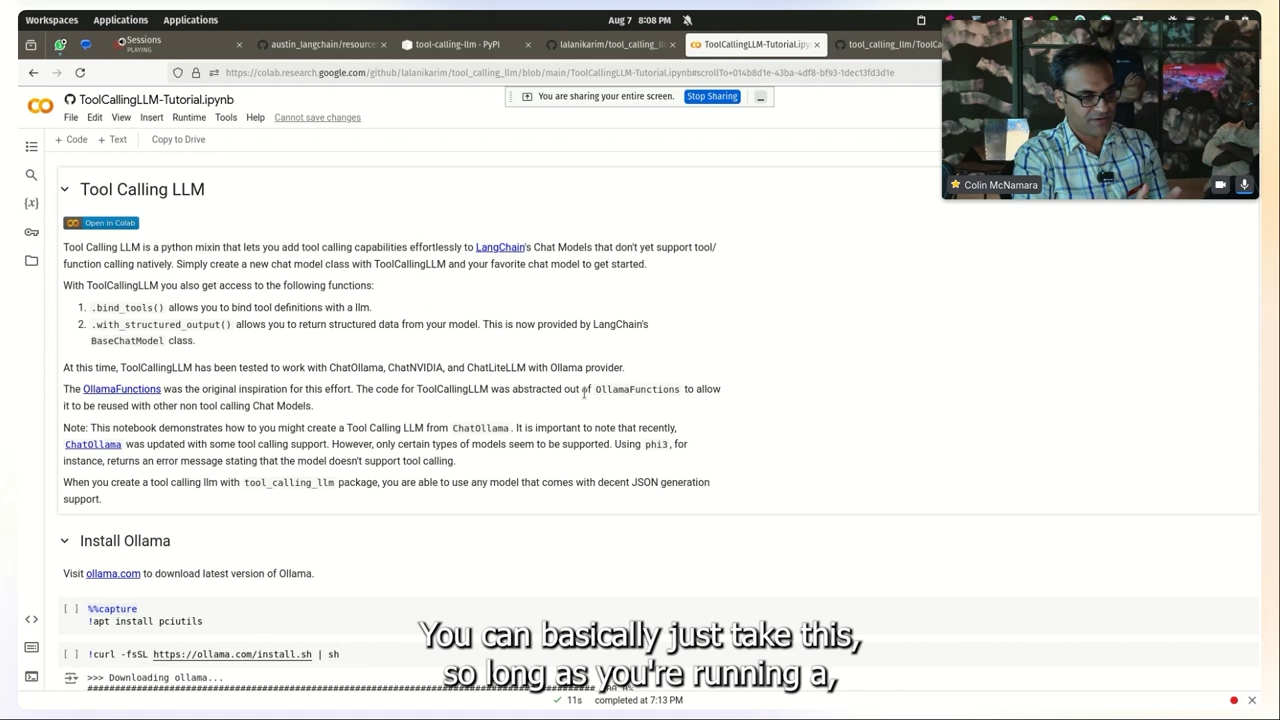 Workspaces Applications Applications Aug 7 8:08 PM
Sessions
PLAYING
austin_langchain/resource
tool-calling-llm · PyPI
lalanikarim/tool_calling_ll
ToolCallingLLM-Tutorial.ipyn
tool_calling_llm/ToolCal
https://colab.research.google.com/github/lalanikarim/tool_calling_llm/blob/main/ToolCallingLLM-Tutorial.ipynb#scrollTo=014b8d1e-43ba-4df8-bf93-1dec13fd3d1e
ToolCallingLLM-Tutorial.ipynb
You are sharing your entire screen. Stop Sharing
File Edit View Insert Runtime Tools Help Cannot save changes
+ Code + Text Copy to Drive
Colin McNamara
Tool Calling LLM
Open in Colab
Tool Calling LLM is a python mixin that lets you add tool calling capabilities effortlessly to LangChain's Chat Models that don't yet support tool/
function calling natively. Simply create a new chat model class with ToolCallingLLM and your favorite chat model to get started.
With ToolCallingLLM you also get access to the following functions:
1. .bind_tools() allows you to bind tool definitions with a llm.
2. .with_structured_output() allows you to return structured data from your model. This is now provided by LangChain's
BaseChatModel class.
At this time, ToolCallingLLM has been tested to work with ChatOllama, ChatNVIDIA, and ChatLiteLLM with Ollama provider.
The OllamaFunctions was the original inspiration for this effort. The code for ToolCallingLLM was abstracted out of OllamaFunctions to allow
it to be reused with other non tool calling Chat Models.
Note: This notebook demonstrates how to you might create a Tool Calling LLM from ChatOllama. It is important to note that recently,
ChatOllama was updated with some tool calling support. However, only certain types of models seem to be supported. Using phi3, for
instance, returns an error message stating that the model doesn't support tool calling.
When you create a tool calling llm with tool_calling_llm package, you are able to use any model that comes with decent JSON generation
support.
Install Ollama
Visit ollama.com to download latest version of Ollama.
[ ] %%capture
!apt install pciutils
[ ] !curl -fsSL https://ollama.com/install.sh | sh
>>> Downloading ollama...
You can basically just take this,
so long as you're running a,
11s completed at 7:13 PM